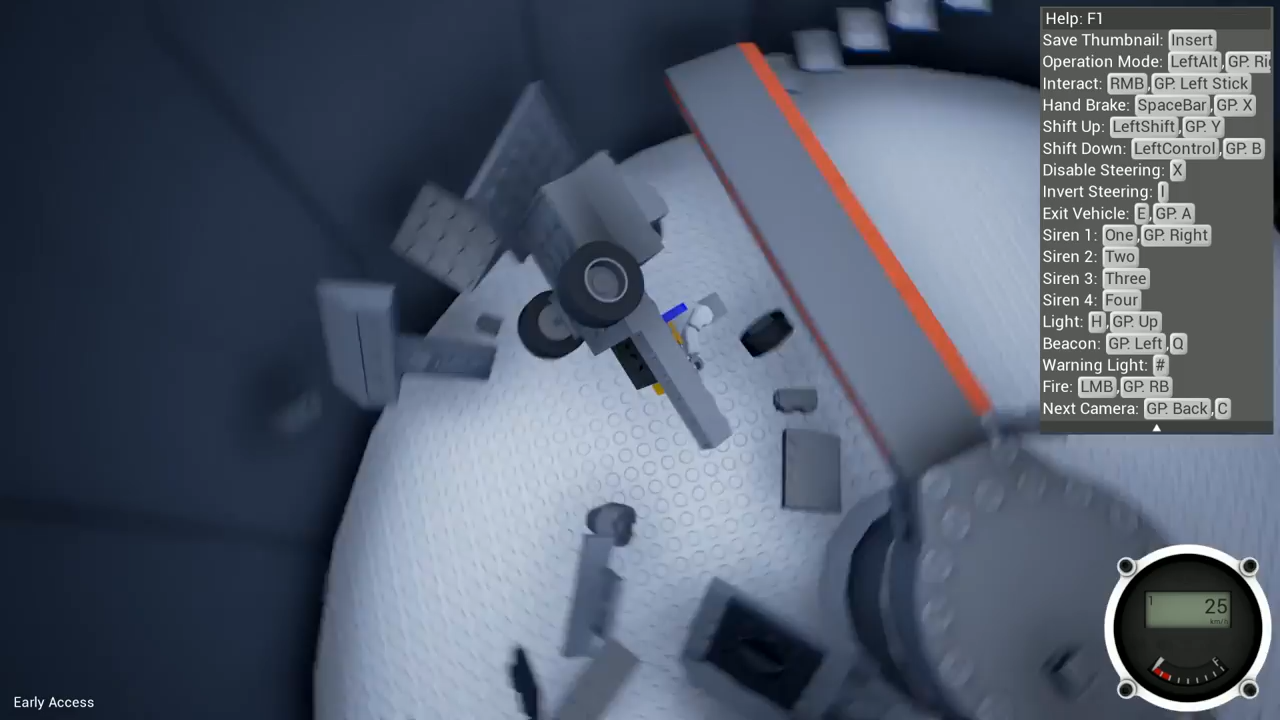 Help: F1
Save Thumbnail: Insert
Operation Mode: LeftAlt, GP. Ri
Interact: RMB, GP. Left Stick
Hand Brake: SpaceBar, GP. X
Shift Up: LeftShift, GP. Y
Shift Down: LeftControl, GP. B
Disable Steering: X
Invert Steering: I
Exit Vehicle: E, GP. A
Siren 1: One, GP. Right
Siren 2: Two
Siren 3: Three
Siren 4: Four
Light: H, GP. Up
Beacon: GP. Left, Q
Warning Light: #
Fire: LMB, GP. RB
Next Camera: GP. Back, C
1 25
km/h
F
Early Access